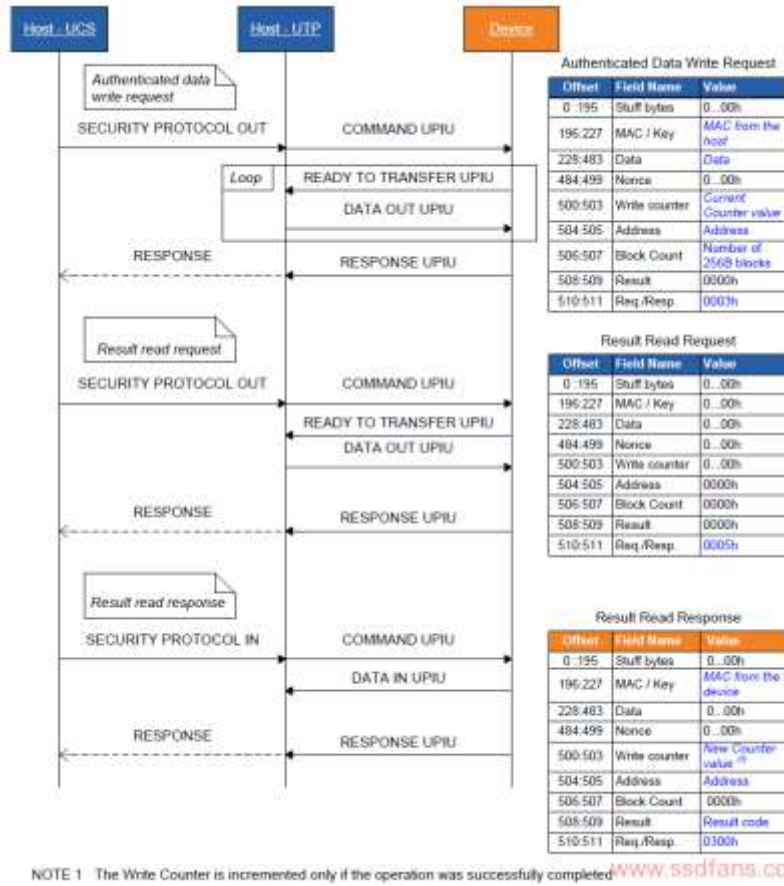 Host - UCS
Host - UTP
Device
Authenticated data
write request
SECURITY PROTOCOL OUT
COMMAND UPIU
Loop
READY TO TRANSFER UPIU
DATA OUT UPIU
RESPONSE
RESPONSE UPIU
Result read request
SECURITY PROTOCOL OUT
COMMAND UPIU
READY TO TRANSFER UPIU
DATA OUT UPIU
RESPONSE
RESPONSE UPIU
Result read response
SECURITY PROTOCOL IN
COMMAND UPIU
DATA IN UPIU
RESPONSE
RESPONSE UPIU
Authenticated Data Write Request
Offset Field Name Value
0:195 Stuff bytes 0...00h
196:227 MAC / Key MAC from the
host
228:483 Data Data
484:499 Nonce 0...00h
500:503 Write counter Current
Counter value
504:505 Address Address
506:507 Block Count Number of
256B blocks
508:509 Result 0000h
510:511 Req./Resp. 0003h
Result Read Request
Offset Field Name Value
0:195 Stuff bytes 0...00h
196:227 MAC / Key 0...00h
228:483 Data 0...00h
484:499 Nonce 0...00h
500:503 Write counter 0...00h
504:505 Address 0000h
506:507 Block Count 0000h
508:509 Result 0000h
510:511 Req./Resp. 0005h
Result Read Response
Offset Field Name Value
0:195 Stuff bytes 0...00h
196:227 MAC / Key MAC from the
device
228:483 Data 0...00h
484:499 Nonce 0...00h
500:503 Write counter New Counter
value
504:505 Address Address
506:507 Block Count 0000h
508:509 Result Result code
510:511 Req./Resp. 0300h
NOTE 1 The Write Counter is incremented only if the operation was successfully completed
www.ssdfans.co